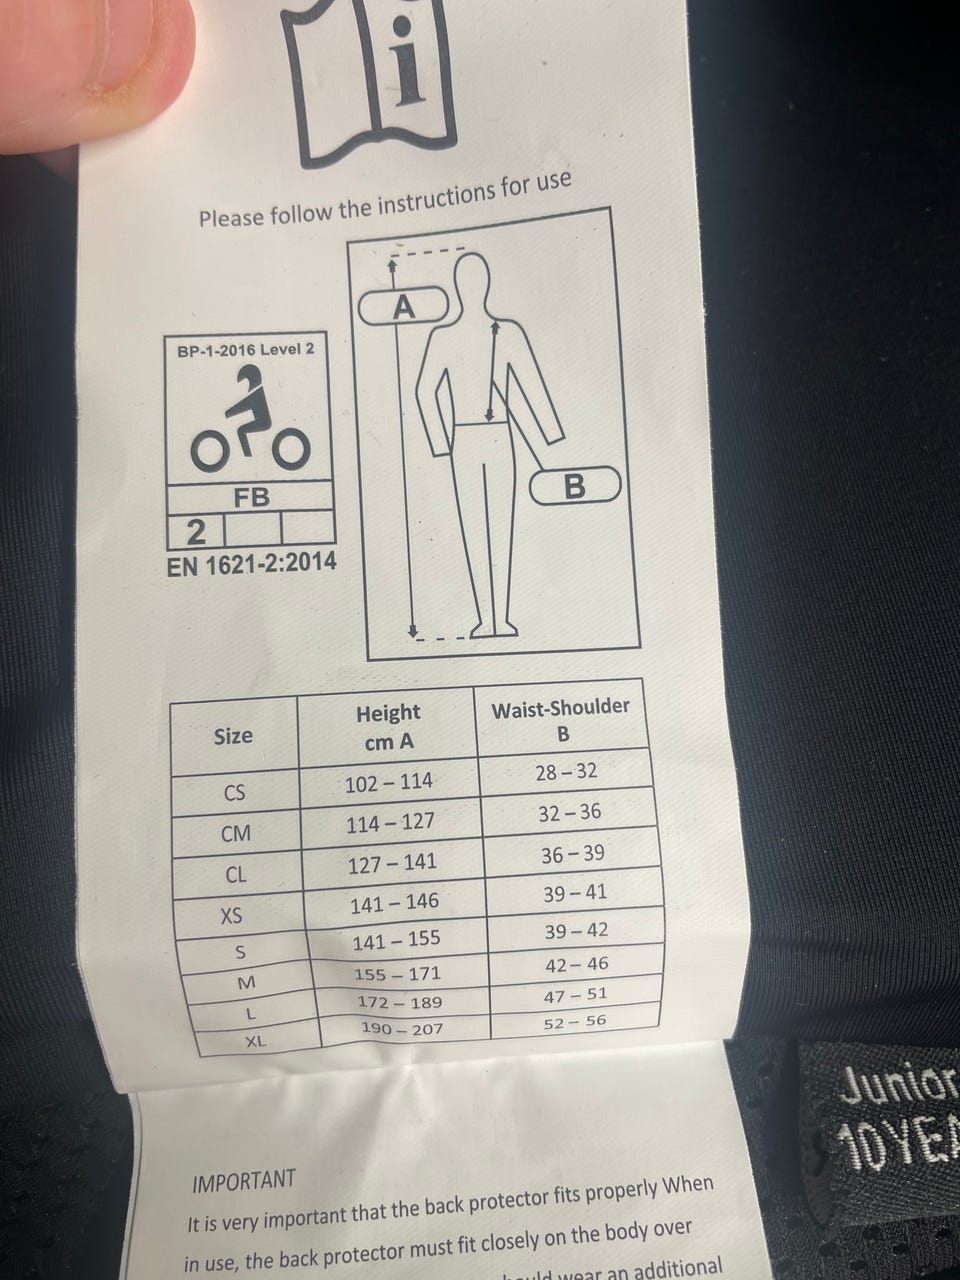 i
Please follow the instructions for use
A
B
BP-1-2016 Level 2
FB
2
EN 1621-2:2014
Size Height cm A Waist-Shoulder B
CS 102 – 114 28 – 32
CM 114 – 127 32 – 36
CL 127 – 141 36 – 39
XS 141 – 146 39 – 41
S 141 – 155 39 – 42
M 155 – 171 42 – 46
L 172 – 189 47 – 51
XL 190 – 207 52 – 56
IMPORTANT
It is very important that the back protector fits properly When
in use, the back protector must fit closely on the body over
wear an additional
Junior
10